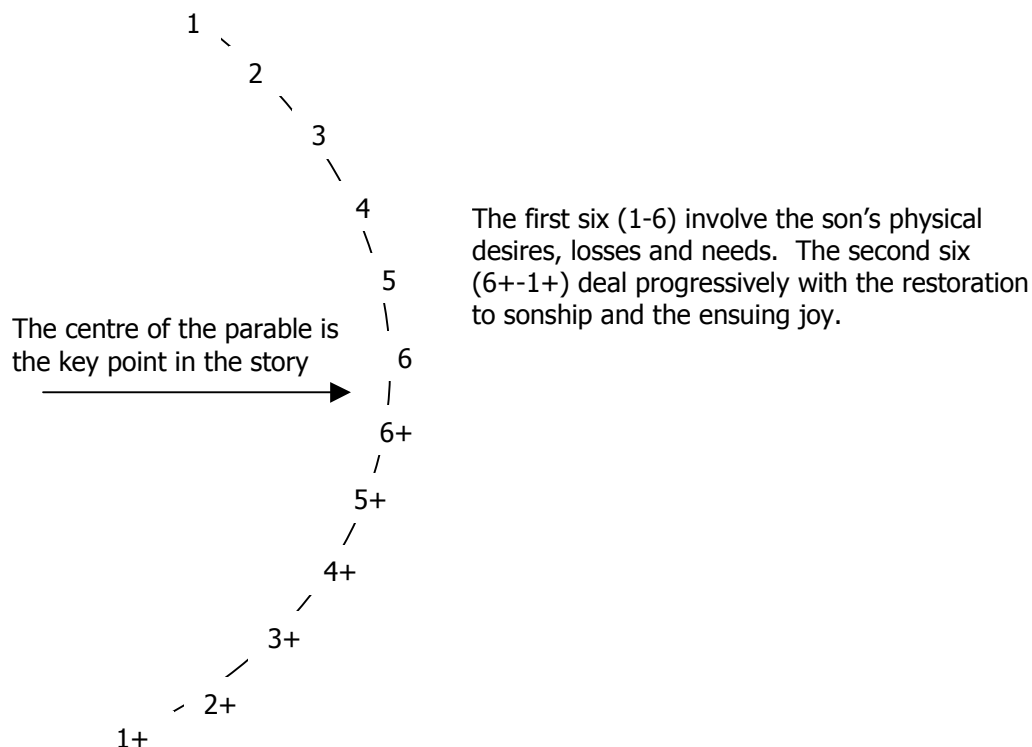 1
2
3
4
The first six (1-6) involve the son's physical
desires, losses and needs.  The second six
(6+-1+) deal progressively with the restoration
to sonship and the ensuing joy.
5
The centre of the parable is
the key point in the story
6
6+
5+
4+
3+
2+
1+